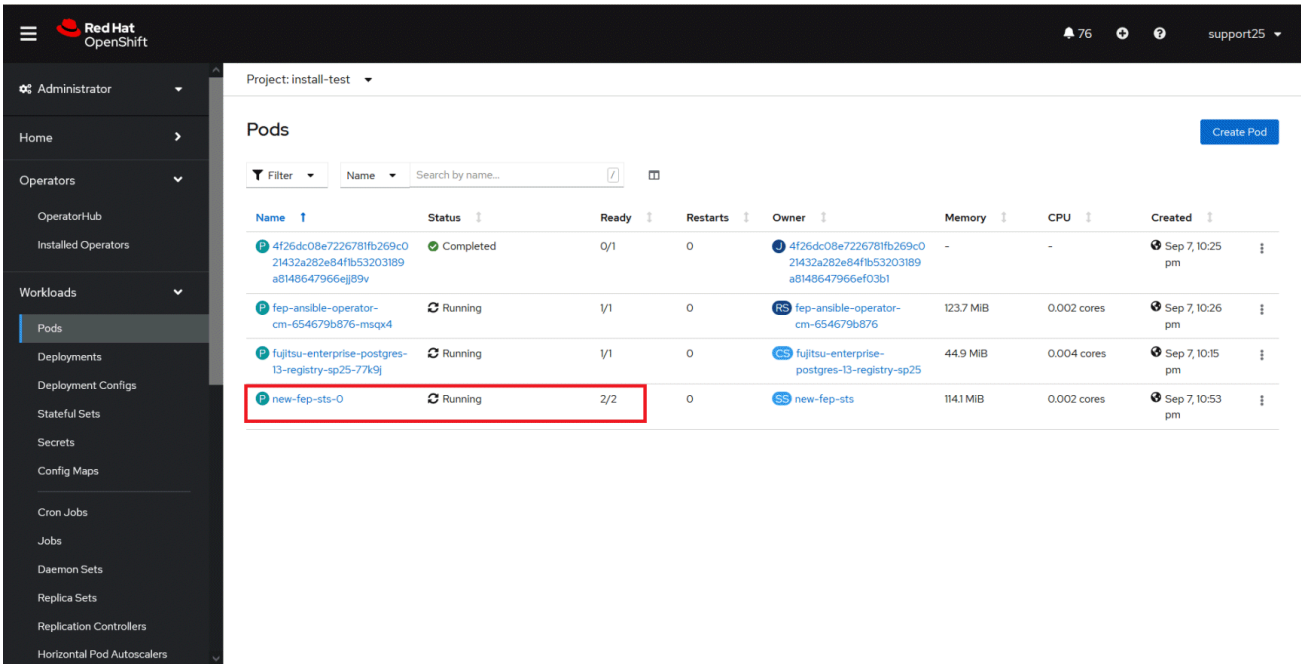 Red Hat
OpenShift
76
support25
Administrator
Home
Operators
OperatorHub
Installed Operators
Workloads
Pods
Deployments
Deployment Configs
Stateful Sets
Secrets
Config Maps
Cron Jobs
Jobs
Daemon Sets
Replica Sets
Replication Controllers
Horizontal Pod Autoscalers
Project: install-test
Pods
Create Pod
Filter
Name
Search by name...
/
Name Status Ready Restarts Owner Memory CPU Created
P 4f26dc08e7226781fb269c0 Completed 0/1 0 J 4f26dc08e7226781fb269c0 - - Sep 7, 10:25
21432a282e84f1b53203189 21432a282e84f1b53203189 pm
a8148647966ejj89v a8148647966ef03b1
P fep-ansible-operator- Running 1/1 0 RS fep-ansible-operator- 123.7 MiB 0.002 cores Sep 7, 10:26
cm-654679b876-msqx4 cm-654679b876 pm
P fujitsu-enterprise-postgres- Running 1/1 0 CS fujitsu-enterprise- 44.9 MiB 0.004 cores Sep 7, 10:15
13-registry-sp25-77k9j postgres-13-registry-sp25 pm
P new-fep-sts-0 Running 2/2 0 SS new-fep-sts 114.1 MiB 0.002 cores Sep 7, 10:53
pm